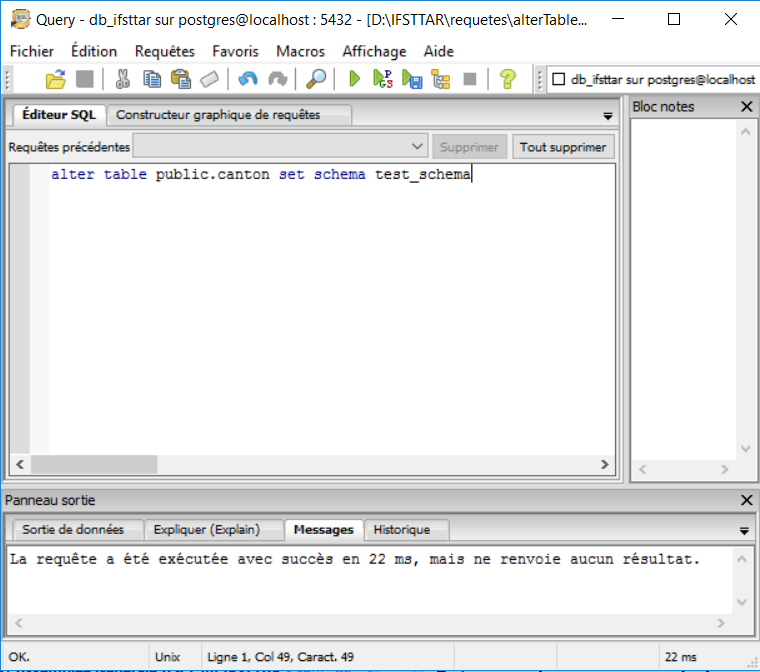 Query - db_ifsttar sur postgres@localhost : 5432 - [D:\IFSTTAR\requetes\alterTable...
Fichier Édition Requêtes Favoris Macros Affichage Aide
db_ifsttar sur postgres@localhost
Éditeur SQL Constructeur graphique de requêtes
Bloc notes
Requêtes précédentes Supprimer Tout supprimer
alter table public.canton set schema test_schema
Panneau sortie
Sortie de données Expliquer (Explain) Messages Historique
La requête a été exécutée avec succès en 22 ms, mais ne renvoie aucun résultat.
OK. Unix Ligne 1, Col 49, Caract. 49 22 ms